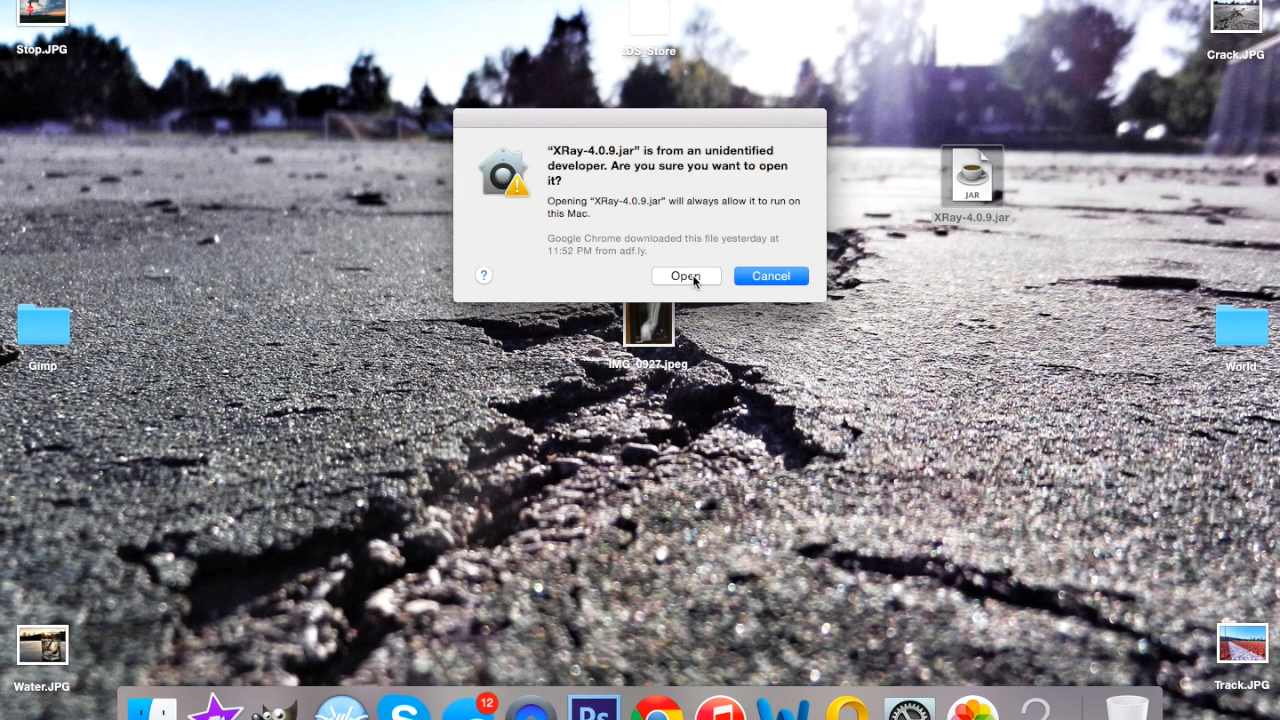 Stop.JPG
.DS_Store
Crack.JPG
“XRay-4.0.9.jar” is from an unidentified
developer. Are you sure you want to open
it?
Opening “XRay-4.0.9.jar” will always allow it to run on
this Mac.
Google Chrome downloaded this file yesterday at
11:52 PM from adf.ly.
?
Open
Cancel
JAR
XRay-4.0.9.jar
IMG_0927.jpeg
Gimp
World
Water.JPG
Track.JPG
12
Ps